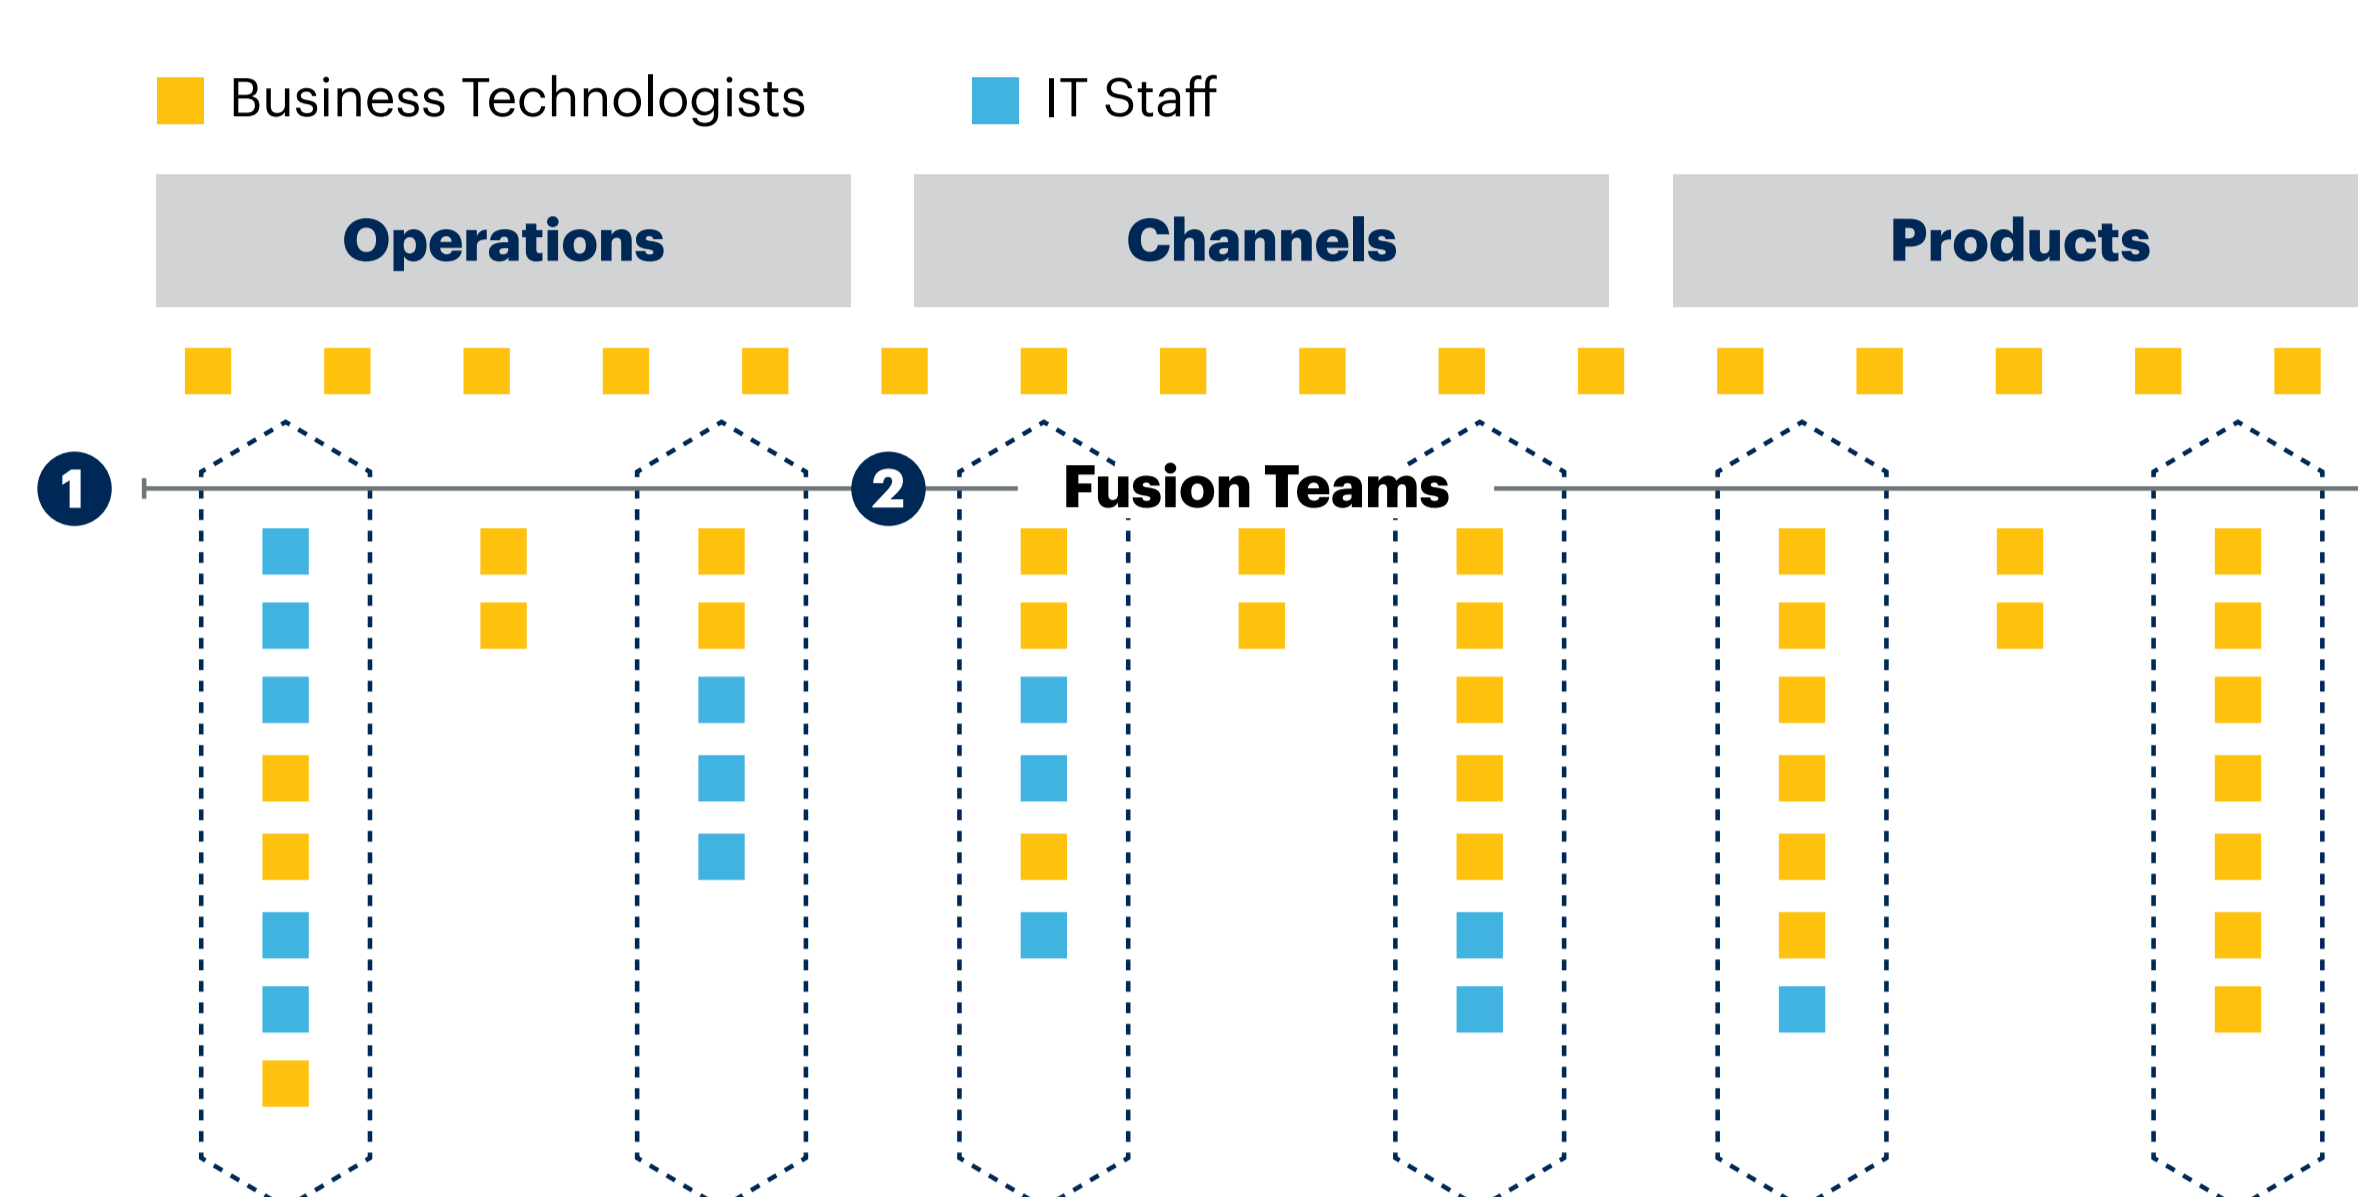 Business Technologists
IT Staff
Operations
Channels
Products
1
2
Fusion Teams